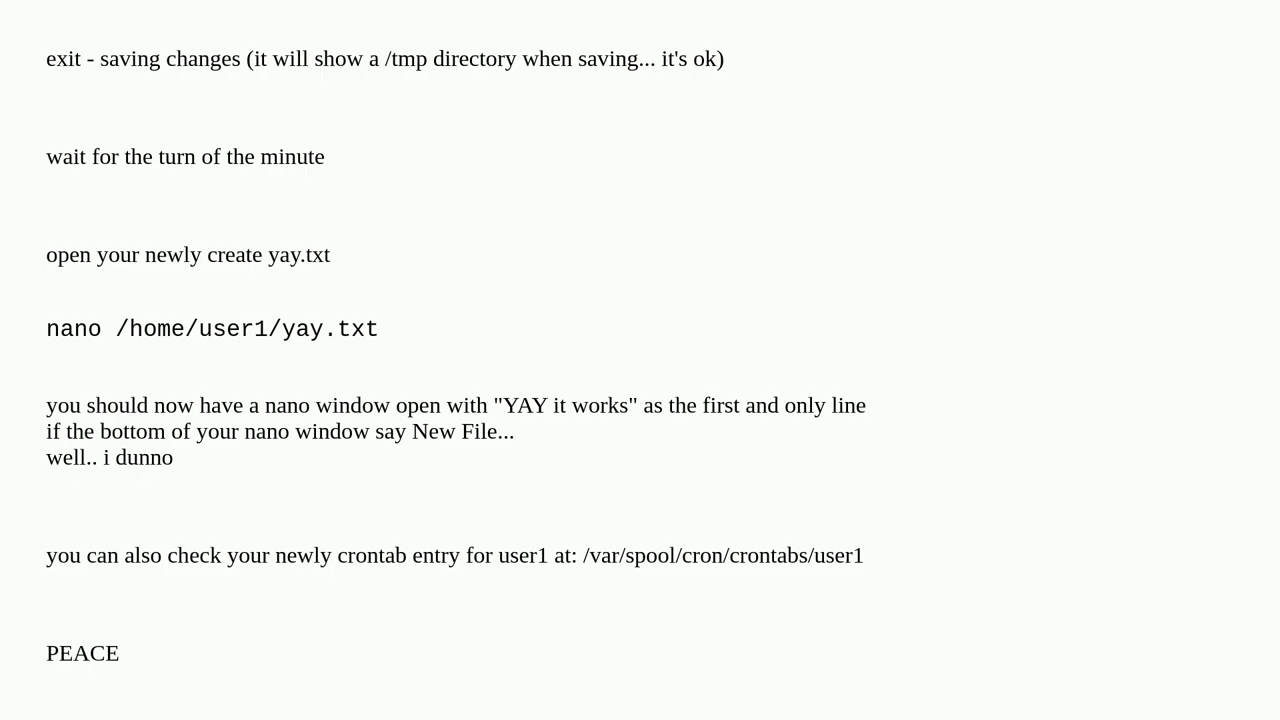 exit - saving changes (it will show a /tmp directory when saving... it's ok)
wait for the turn of the minute
open your newly create yay.txt
nano /home/user1/yay.txt
you should now have a nano window open with "YAY it works" as the first and only line
if the bottom of your nano window say New File...
well.. i dunno
you can also check your newly crontab entry for user1 at: /var/spool/cron/crontabs/user1
PEACE